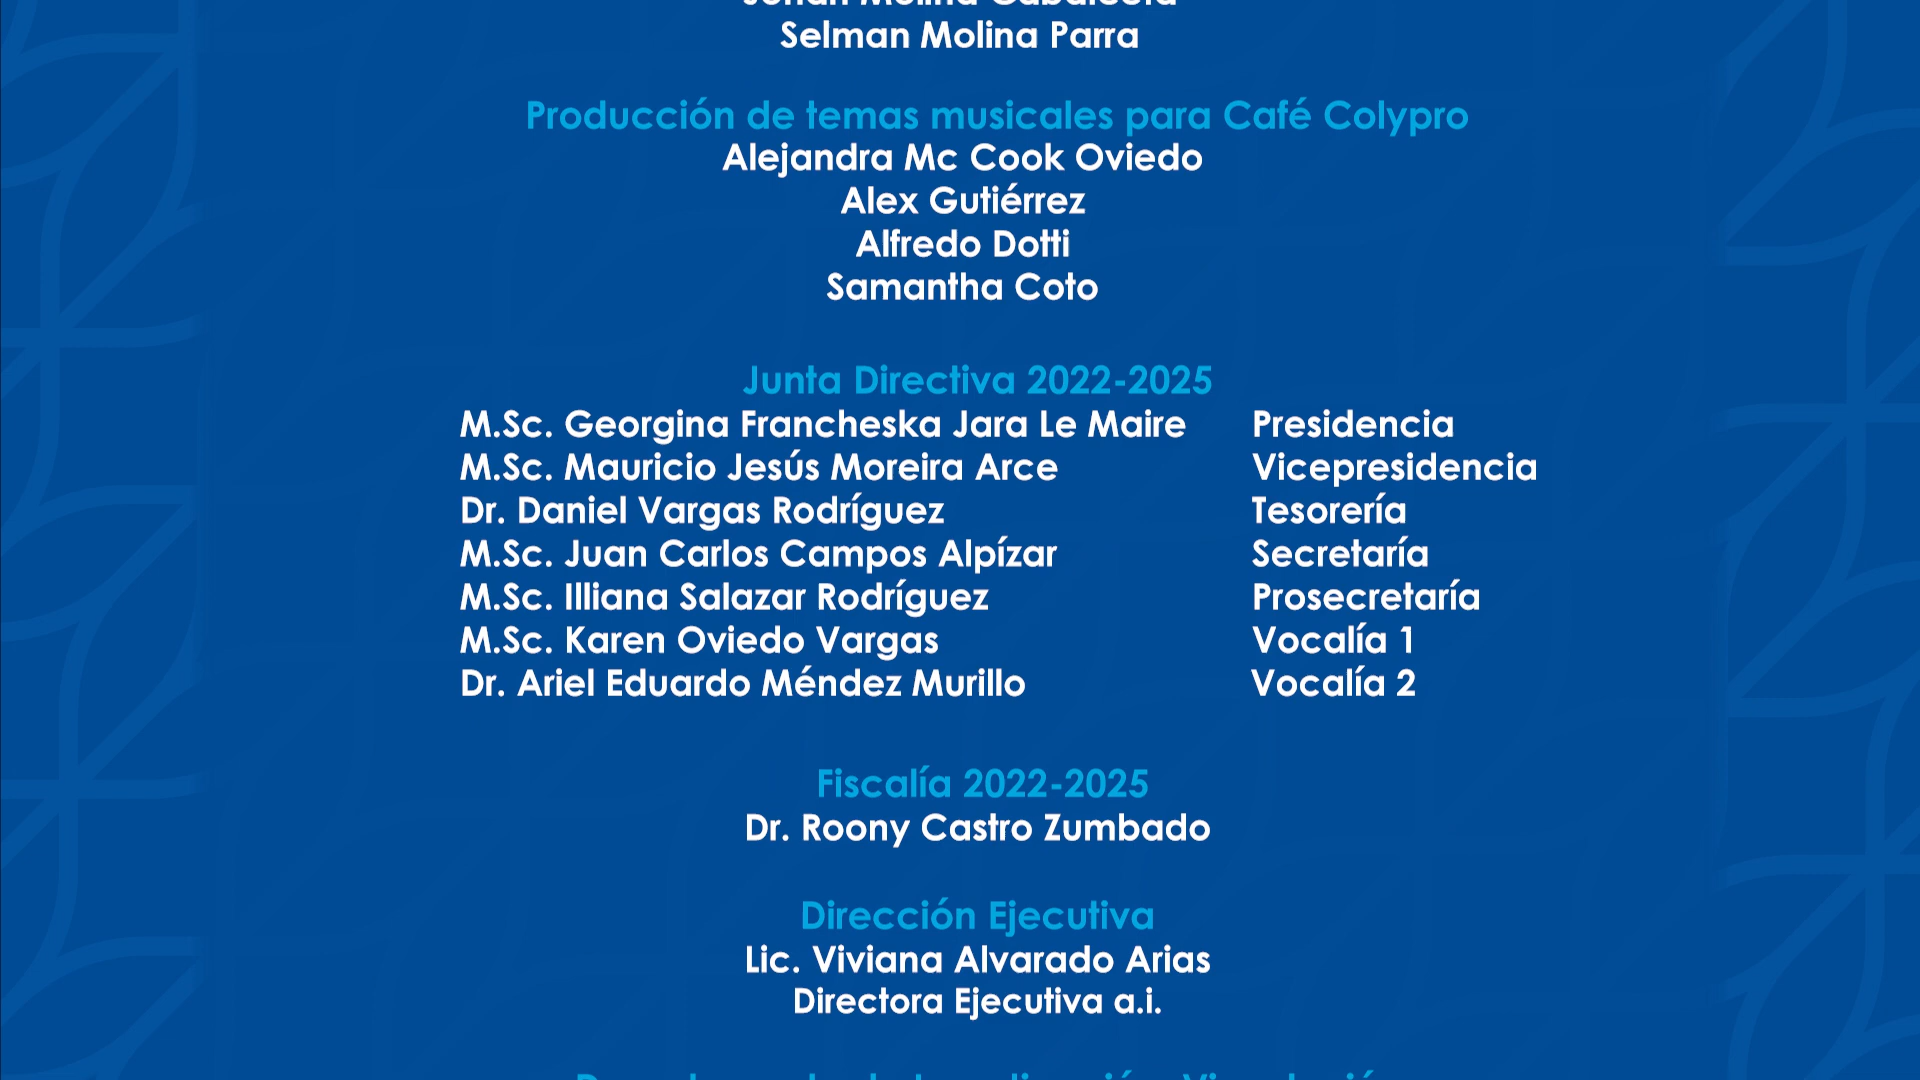 Selman Molina Parra
Producción de temas musicales para Café Colypro
Alejandra Mc Cook Oviedo
Alex Gutiérrez
Alfredo Dotti
Samantha Coto
Junta Directiva 2022-2025
M.Sc. Georgina Francheska Jara Le Maire Presidencia
M.Sc. Mauricio Jesús Moreira Arce Vicepresidencia
Dr. Daniel Vargas Rodríguez Tesorería
M.Sc. Juan Carlos Campos Alpízar Secretaría
M.Sc. Illiana Salazar Rodríguez Prosecretaría
M.Sc. Karen Oviedo Vargas Vocalía 1
Dr. Ariel Eduardo Méndez Murillo Vocalía 2
Fiscalía 2022-2025
Dr. Roony Castro Zumbado
Dirección Ejecutiva
Lic. Viviana Alvarado Arias
Directora Ejecutiva a.i.